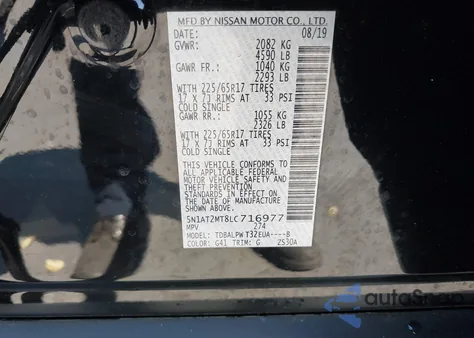 MFD BY NISSAN MOTOR CO., LTD.
DATE: 08/19
GVWR: 2082 KG
4590 LB
GAWR FR.: 1040 KG
2293 LB
WITH 225/65R17 TIRES
17 X 7J RIMS AT 33 PSI
COLD SINGLE
GAWR RR.: 1055 KG
2326 LB
WITH 225/65R17 TIRES
17 X 7J RIMS AT 33 PSI
COLD SINGLE
THIS VEHICLE CONFORMS TO
ALL APPLICABLE FEDERAL
MOTOR VEHICLE SAFETY AND
THEFT PREVENTION
STANDARDS IN EFFECT ON
THE DATE OF MANUFACTURE
SHOWN ABOVE.
5N1AT2MT8LC716977
MPV 274
MODEL: TDBALPWT32EUA----B
COLOR: G41 TRIM: G ZS30A
autoSnap